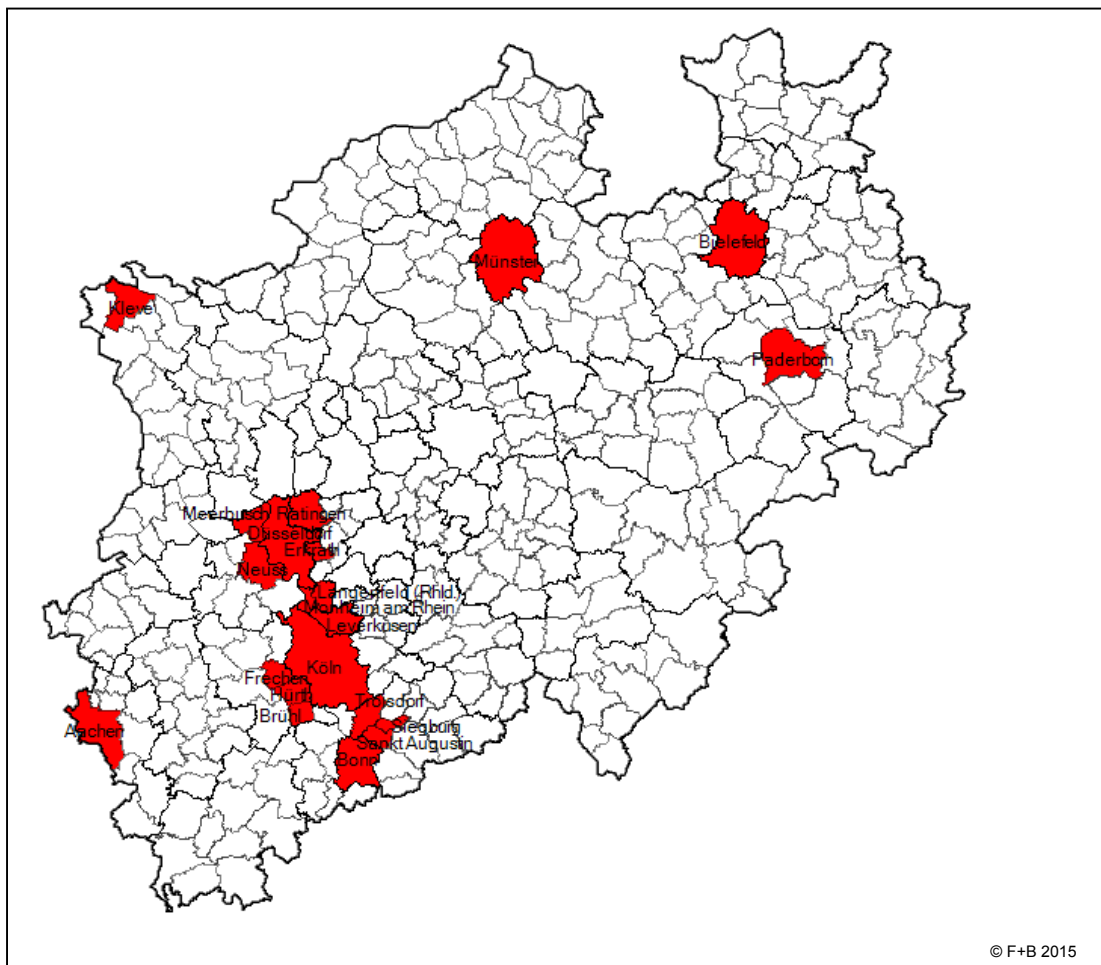 Bielefeld
Münster
Kleve
Paderborn
Meerbusch
Ratingen
Düsseldorf
Erkrath
Neuss
Langenfeld (Rhld.)
Monheim am Rhein
Leverkusen
Köln
Frechen
Hürth
Troisdorf
Brühl
Siegburg
Aachen
Sankt Augustin
Bonn
© F+B 2015